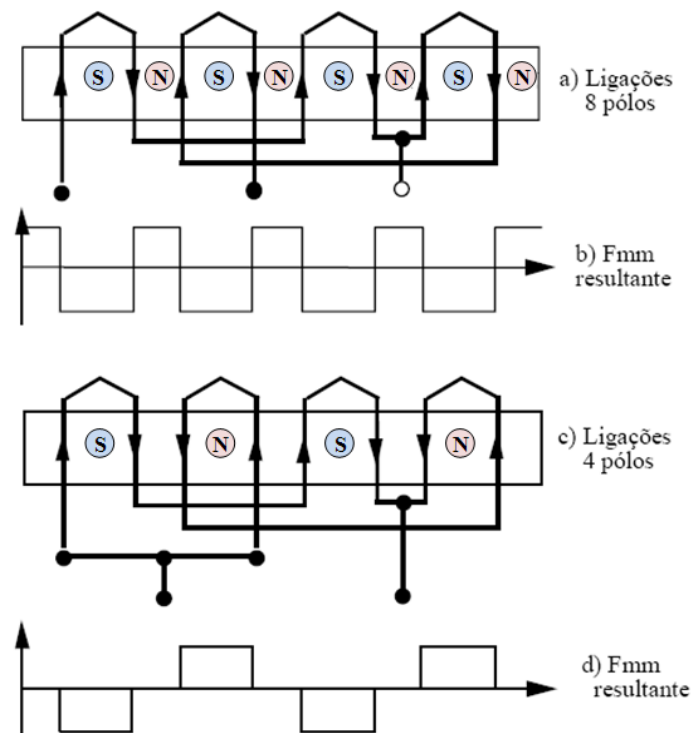 S N S N S N S N
a) Ligações
8 pólos
b) Fmm
resultante
S N S N
c) Ligações
4 pólos
d) Fmm
resultante